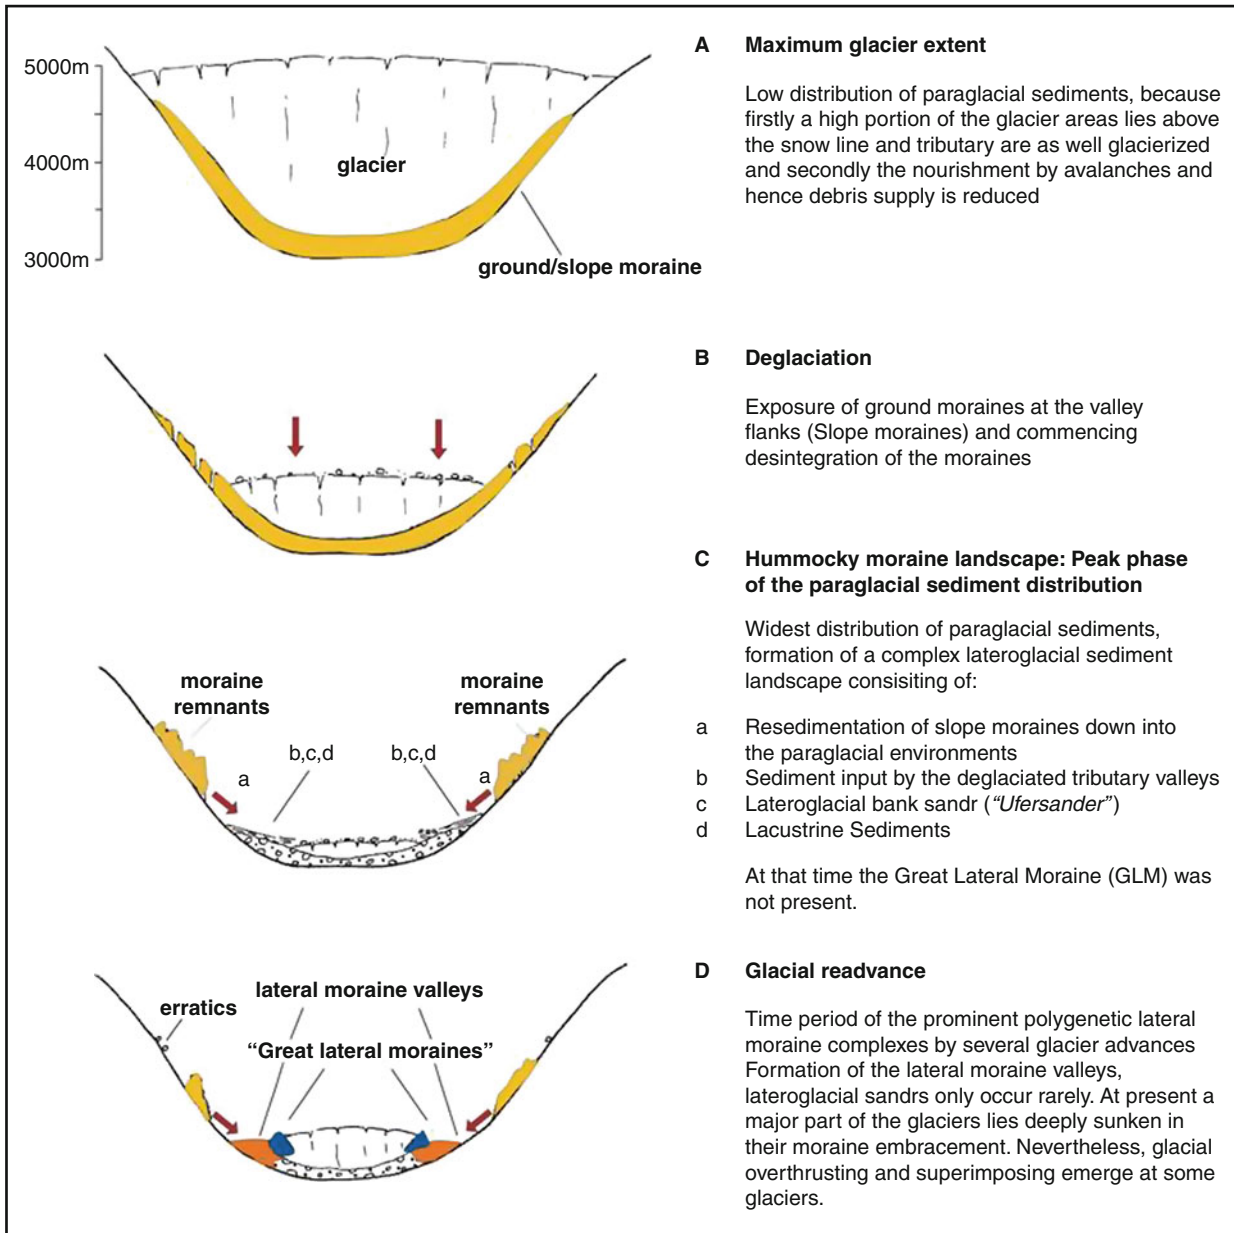 A Maximum glacier extent
Low distribution of paraglacial sediments, because
firstly a high portion of the glacier areas lies above
the snow line and tributary are as well glacierized
and secondly the nourishment by avalanches and
hence debris supply is reduced
5000m
4000m
3000m
glacier
ground/slope moraine
B Deglaciation
Exposure of ground moraines at the valley
flanks (Slope moraines) and commencing
desintegration of the moraines
C Hummocky moraine landscape: Peak phase
of the paraglacial sediment distribution
Widest distribution of paraglacial sediments,
formation of a complex lateroglacial sediment
landscape consisiting of:
a Resedimentation of slope moraines down into
the paraglacial environments
b Sediment input by the deglaciated tributary valleys
c Lateroglacial bank sandr (“Ufersander”)
d Lacustrine Sediments
At that time the Great Lateral Moraine (GLM) was
not present.
moraine
remnants
moraine
remnants
a
b,c,d
b,c,d
a
D Glacial readvance
Time period of the prominent polygenetic lateral
moraine complexes by several glacier advances
Formation of the lateral moraine valleys,
lateroglacial sandrs only occur rarely. At present a
major part of the glaciers lies deeply sunken in
their moraine embracement. Nevertheless, glacial
overthrusting and superimposing emerge at some
glaciers.
erratics
lateral moraine valleys
“Great lateral moraines”